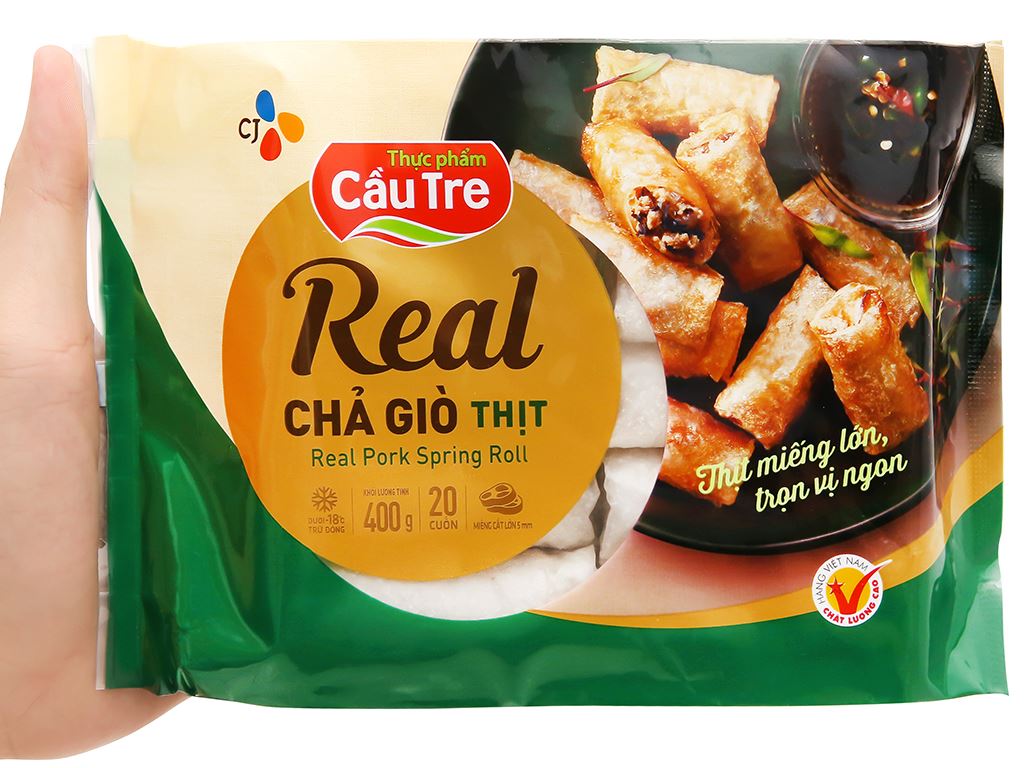 CJ
Thực phẩm
Cầu Tre
Real
CHẢ GIÒ THỊT
Real Pork Spring Roll
DƯỚI -18°C
TRỮ ĐÔNG
KHỐI LƯỢNG TỊNH
400g
20
CUỐN
MIẾNG CẮT LỚN 5 mm
Thịt miếng lớn,
trọn vị ngon
HÀNG VIỆT NAM
CHẤT LƯỢNG CAO